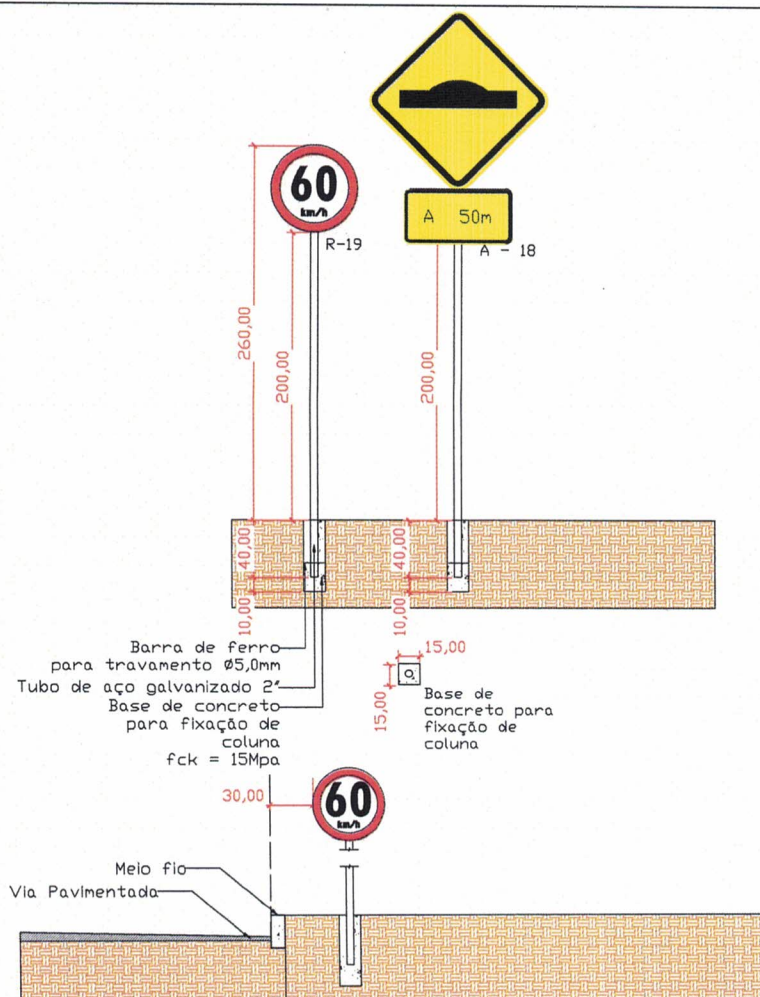 60
km/h
R-19
A 50m
A - 18
260,00
200,00
200,00
40,00
10,00
40,00
10,00
Barra de ferro
para travamento Ø5,0mm
Tubo de aço galvanizado 2"
Base de concreto
para fixação de
coluna
fck = 15Mpa
15,00
15,00
Base de
concreto para
fixação de
coluna
30,00
60
km/h
Meio fio
Via Pavimentada